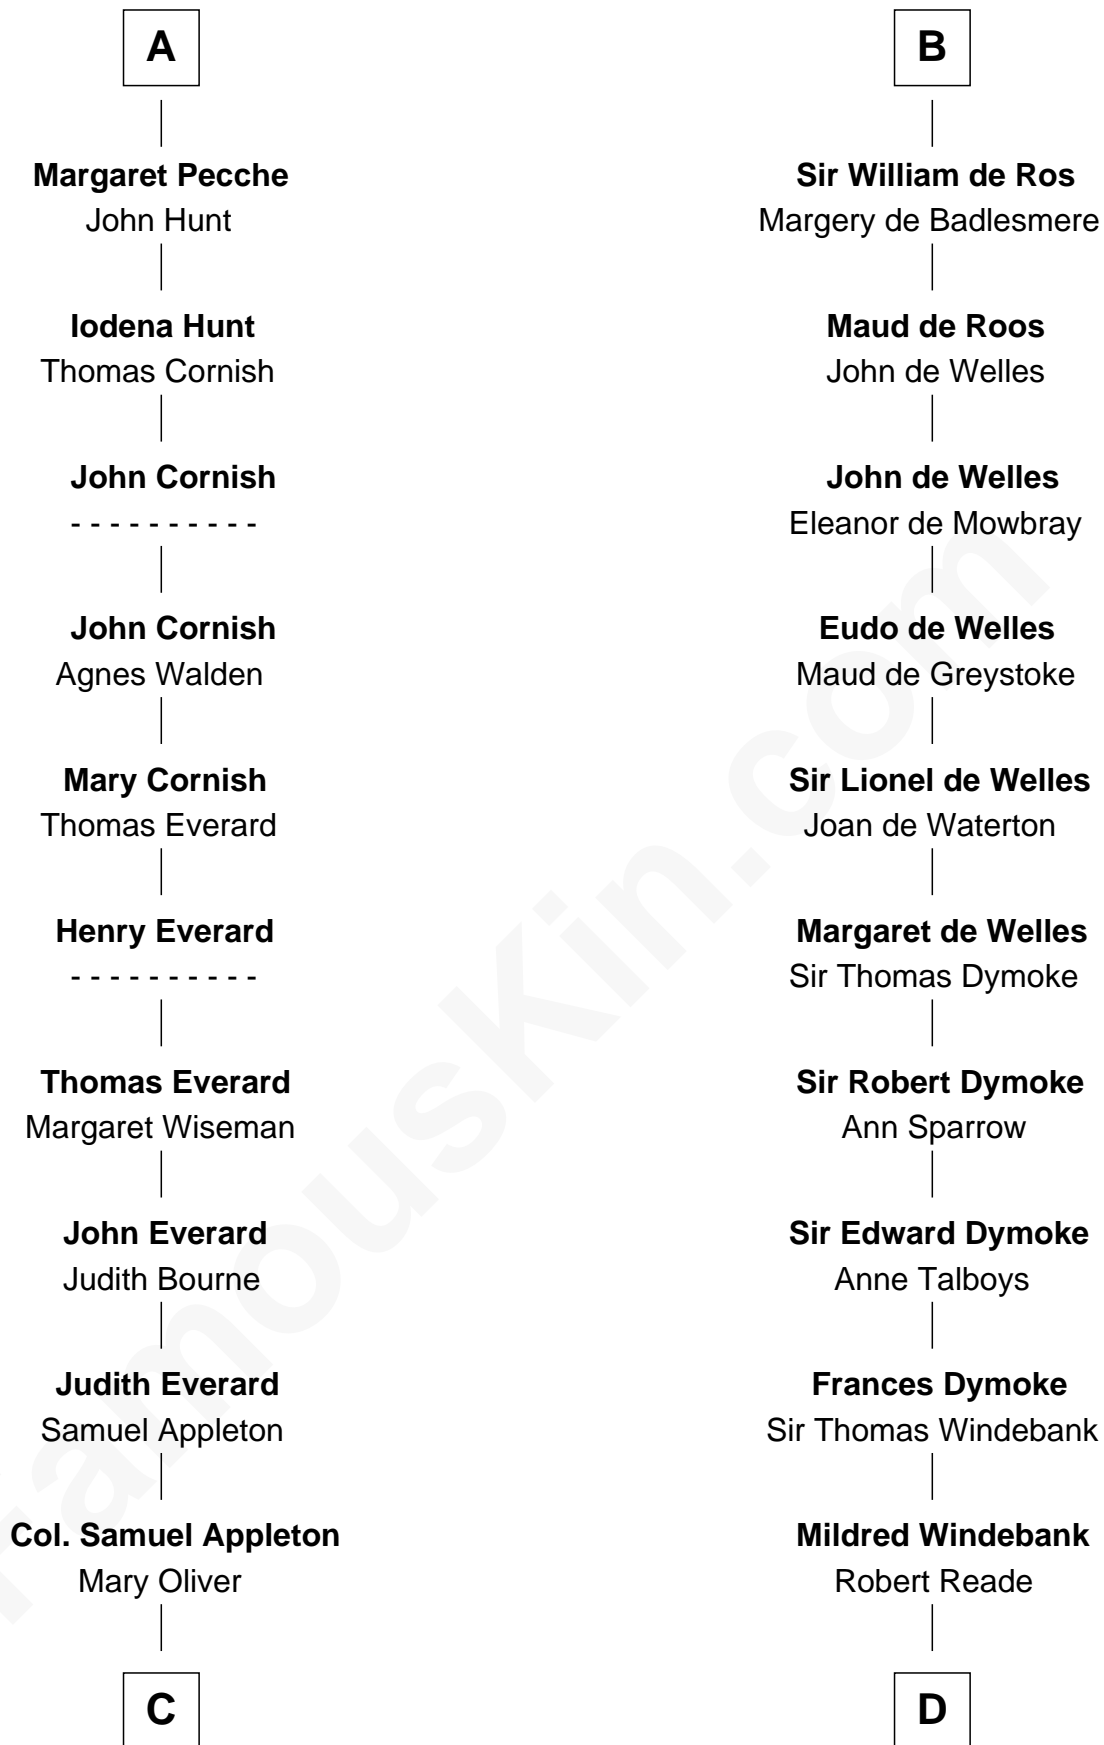 A
Margaret Pecche
John Hunt
Iodena Hunt
Thomas Cornish
John Cornish
- - - - - - - - - -
John Cornish
Agnes Walden
Mary Cornish
Thomas Everard
Henry Everard
- - - - - - - - - -
Thomas Everard
Margaret Wiseman
John Everard
Judith Bourne
Judith Everard
Samuel Appleton
Col. Samuel Appleton
Mary Oliver
C
B
Sir William de Ros
Margery de Badlesmere
Maud de Roos
John de Welles
John de Welles
Eleanor de Mowbray
Eudo de Welles
Maud de Greystoke
Sir Lionel de Welles
Joan de Waterton
Margaret de Welles
Sir Thomas Dymoke
Sir Robert Dymoke
Ann Sparrow
Sir Edward Dymoke
Anne Talboys
Frances Dymoke
Sir Thomas Windebank
Mildred Windebank
Robert Reade
D
FamousKin.com